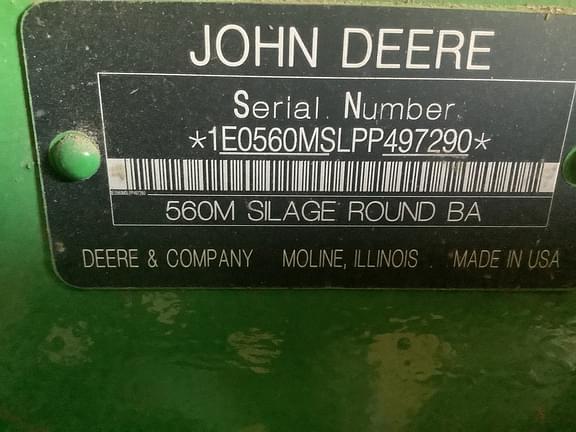 JOHN DEERE
Serial Number
*1E0560MSLPP497290*
560M SILAGE ROUND BA
DEERE & COMPANY MOLINE, ILLINOIS MADE IN USA